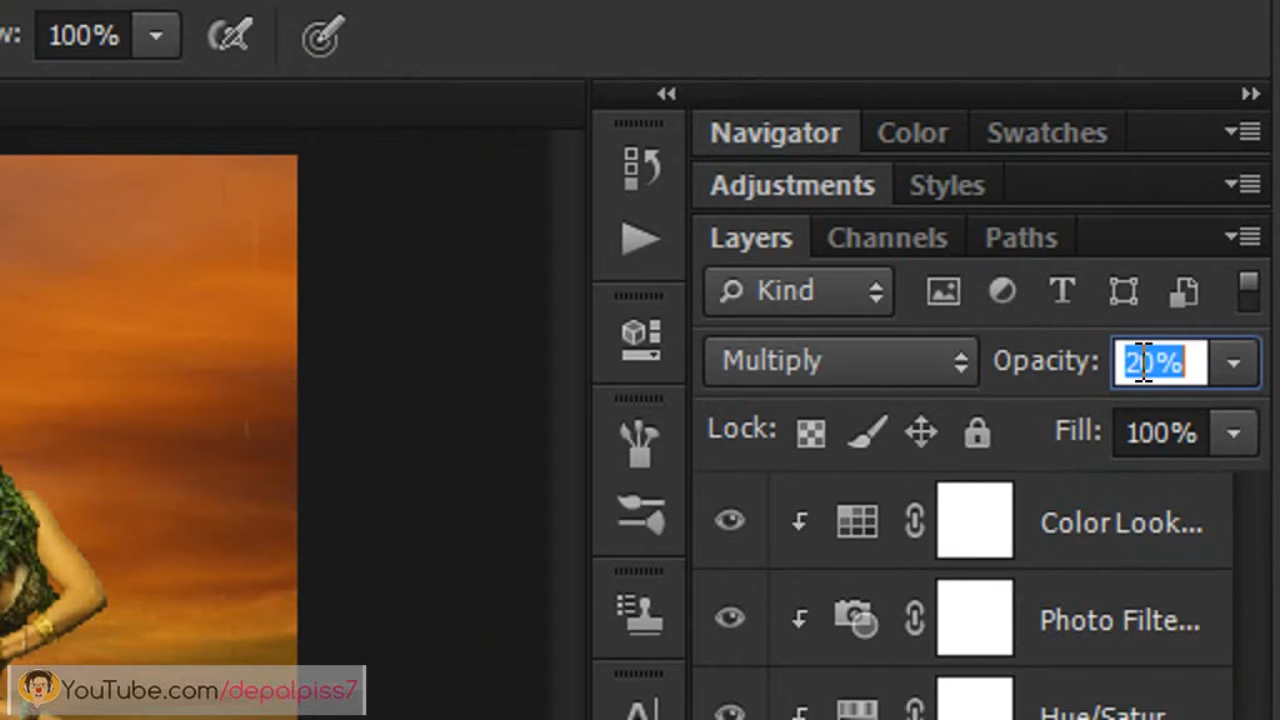 w: 100%
Navigator Color Swatches
Adjustments Styles
Layers Channels Paths
Kind
Multiply Opacity: 20%
Lock: Fill: 100%
Color Look...
Photo Filte...
Hue/Satur
A
YouTube.com/depalpiss7